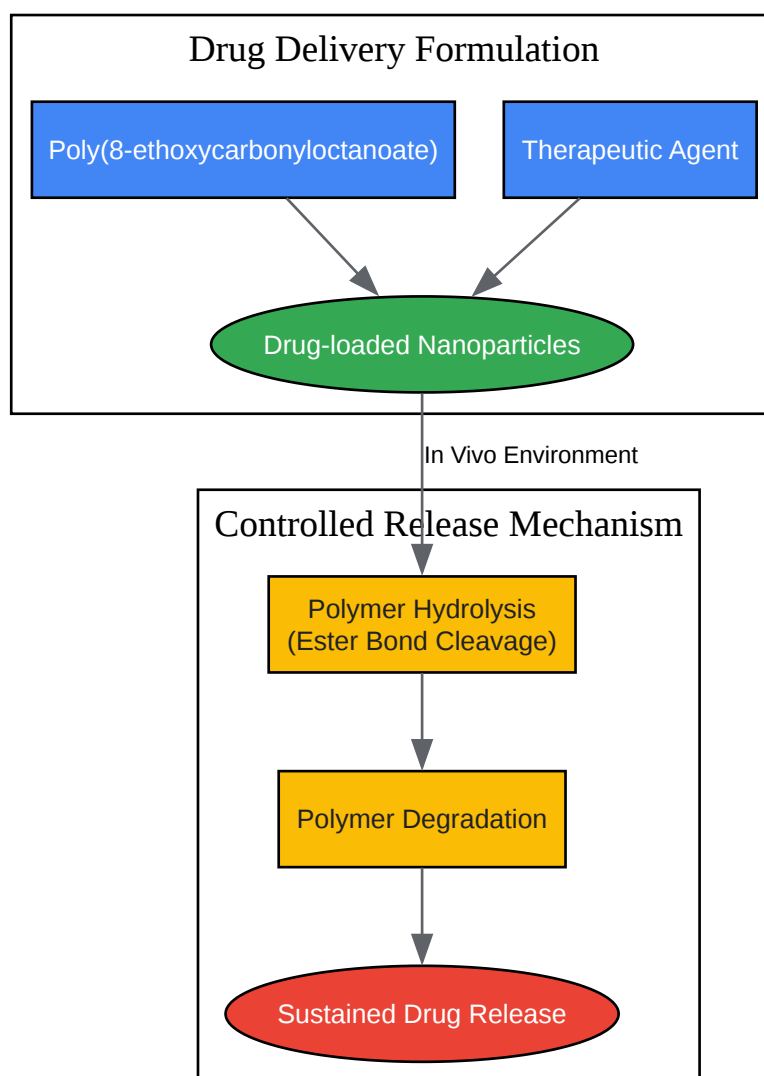 Drug Delivery Formulation
Poly(8-ethoxycarbonyloctanoate)
Therapeutic Agent
Drug-loaded Nanoparticles
In Vivo Environment
Controlled Release Mechanism
Polymer Hydrolysis
(Ester Bond Cleavage)
Polymer Degradation
Sustained Drug Release